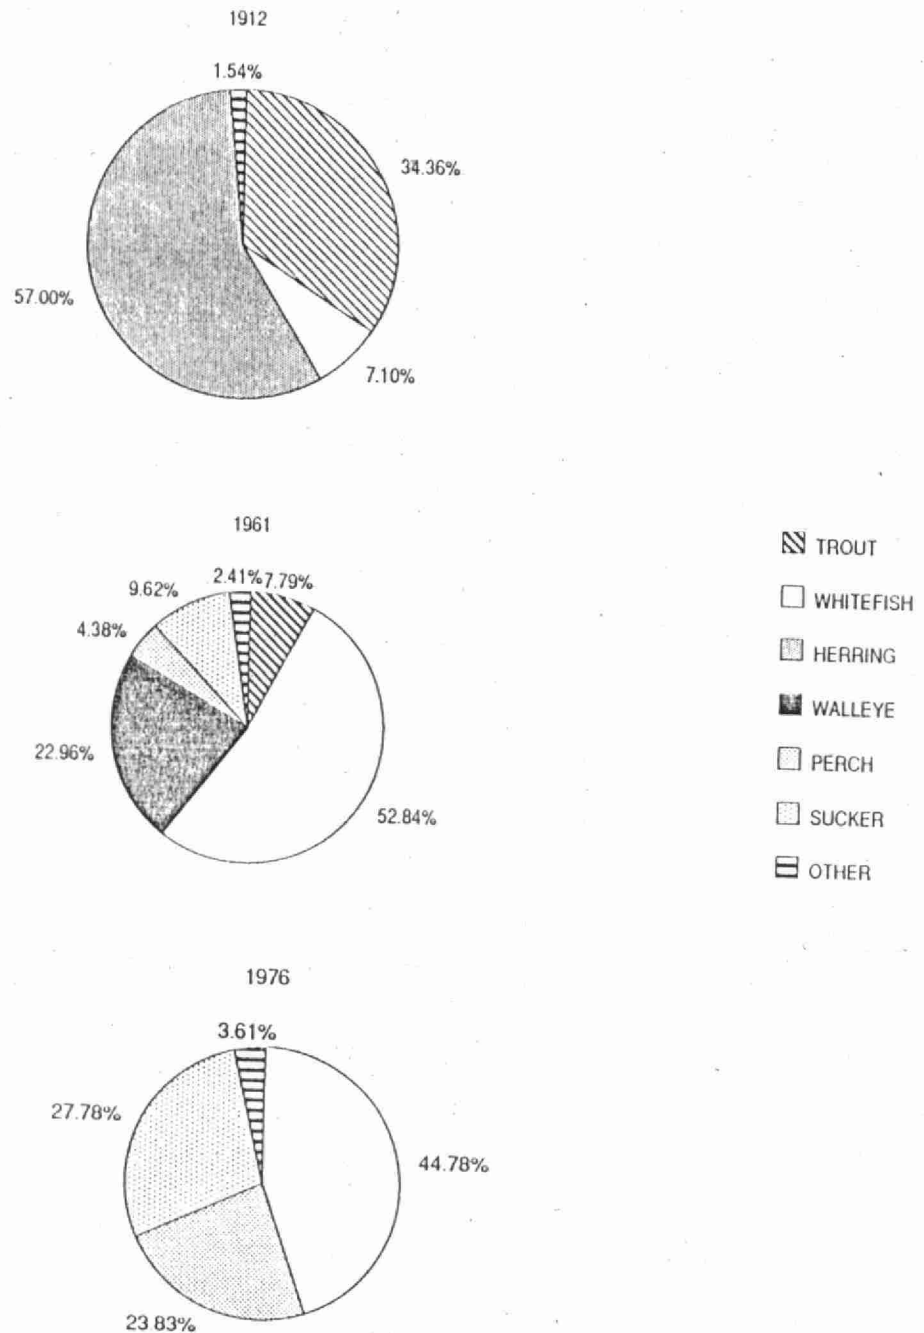 1912
1.54%
34.36%
57.00%
7.10%
1961
2.41% 7.79%
9.62%
4.38%
22.96%
52.84%
TROUT
WHITEFISH
HERRING
WALLEYE
PERCH
SUCKER
OTHER
1976
3.61%
27.78%
44.78%
23.83%